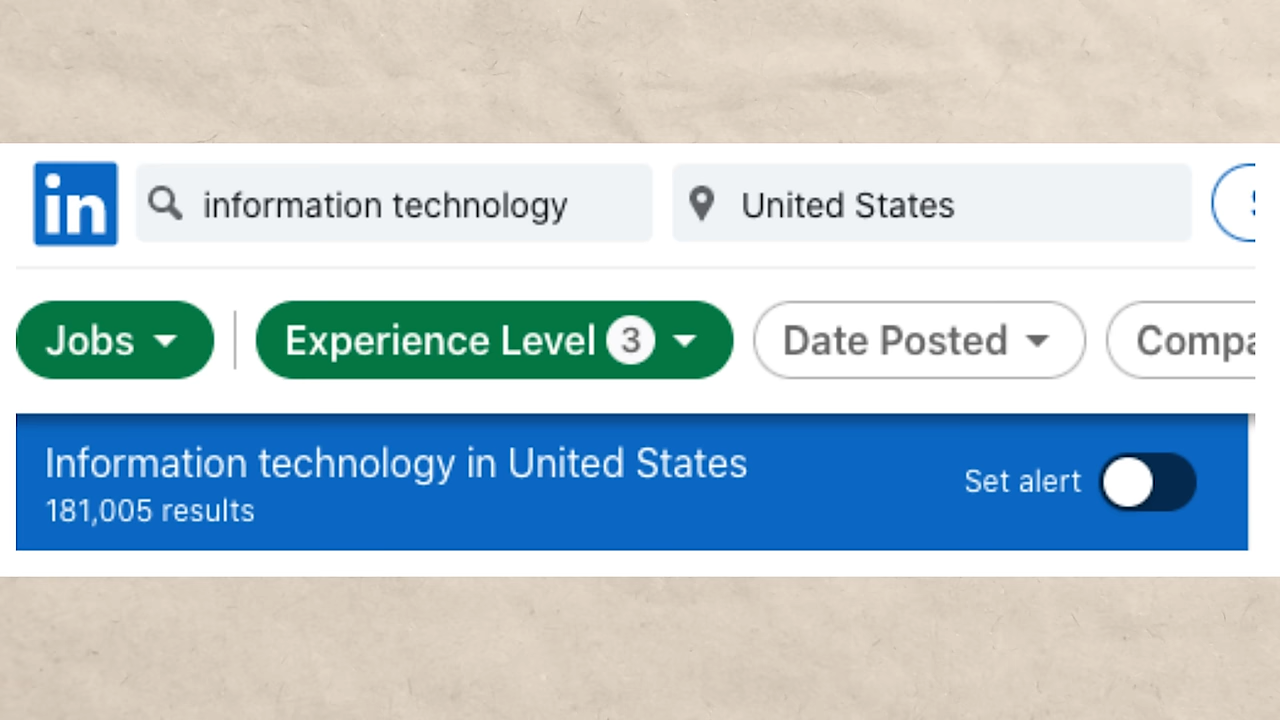 in information technology United States
Jobs Experience Level 3 Date Posted
Information technology in United States
181,005 results
Set alert